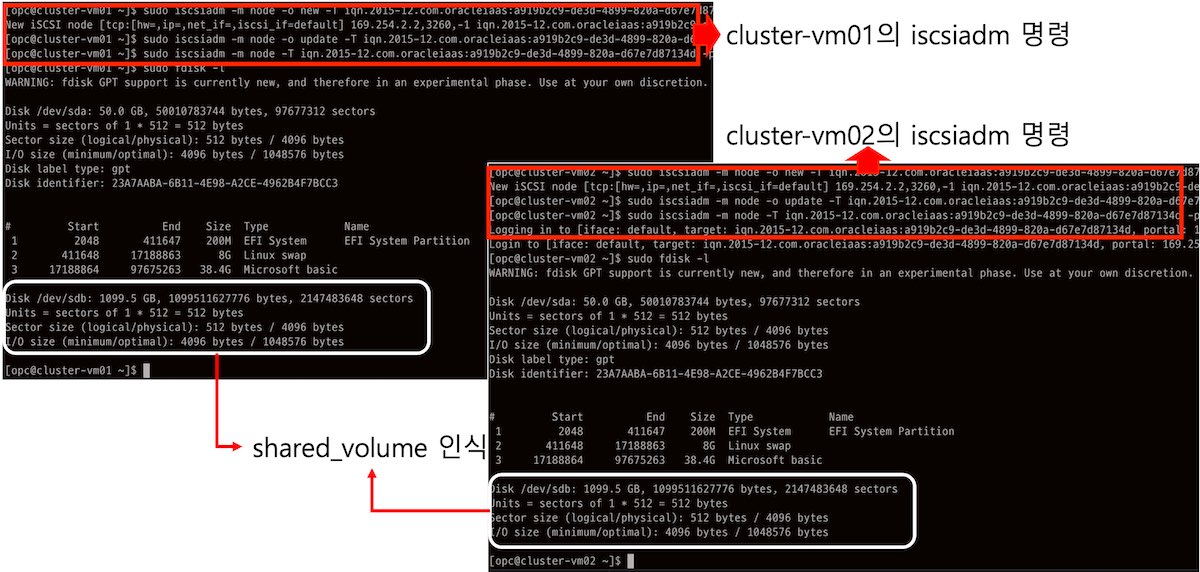 [opc@cluster-vm01 ~]$ sudo iscsiadm -m node -o new -T iqn.2015-12.com.oracleiaas:a919b2c9-de3d-4899-820a-d67e7d87
New iSCSI node [tcp:[hw=,ip=,net_if=,iscsi_if=default] 169.254.2.2,3260,-1 iqn.2015-12.com.oracleiaas:a919b2c9
[opc@cluster-vm01 ~]$ sudo iscsiadm -m node -o update -T iqn.2015-12.com.oracleiaas:a919b2c9-de3d-4899-820a-d6
[opc@cluster-vm01 ~]$ sudo iscsiadm -m node -T iqn.2015-12.com.oracleiaas:a919b2c9-de3d-4899-820a-d67e7d87134d -p
cluster-vm01의 iscsiadm 명령
[opc@cluster-vm01 ~]$ sudo fdisk -l
WARNING: fdisk GPT support is currently new, and therefore in an experimental phase. Use at your own discretion.
Disk /dev/sda: 50.0 GB, 50010783744 bytes, 97677312 sectors
Units = sectors of 1 * 512 = 512 bytes
Sector size (logical/physical): 512 bytes / 4096 bytes
I/O size (minimum/optimal): 4096 bytes / 1048576 bytes
Disk label type: gpt
Disk identifier: 23A7AABA-6B11-4E98-A2CE-4962B4F7BCC3
# Start End Size Type Name
1 2048 411647 200M EFI System EFI System Partition
2 411648 17188863 8G Linux swap
3 17188864 97675263 38.4G Microsoft basic
Disk /dev/sdb: 1099.5 GB, 1099511627776 bytes, 2147483648 sectors
Units = sectors of 1 * 512 = 512 bytes
Sector size (logical/physical): 512 bytes / 4096 bytes
I/O size (minimum/optimal): 4096 bytes / 1048576 bytes
[opc@cluster-vm01 ~]$
cluster-vm02의 iscsiadm 명령
[opc@cluster-vm02 ~]$ sudo iscsiadm -m node -o new -T iqn.2015-12.com.oracleiaas:a919b2c9-de3d-4899-820a-d67e7d87
New iSCSI node [tcp:[hw=,ip=,net_if=,iscsi_if=default] 169.254.2.2,3260,-1 iqn.2015-12.com.oracleiaas:a919b2c9-de
[opc@cluster-vm02 ~]$ sudo iscsiadm -m node -o update -T iqn.2015-12.com.oracleiaas:a919b2c9-de3d-4899-820a-d67e7
[opc@cluster-vm02 ~]$ sudo iscsiadm -m node -T iqn.2015-12.com.oracleiaas:a919b2c9-de3d-4899-820a-d67e7d87134d -p
Logging in to [iface: default, target: iqn.2015-12.com.oracleiaas:a919b2c9-de3d-4899-820a-d67e7d87134d, portal: 1
Login to [iface: default, target: iqn.2015-12.com.oracleiaas:a919b2c9-de3d-4899-820a-d67e7d87134d, portal: 169.25
[opc@cluster-vm02 ~]$ sudo fdisk -l
WARNING: fdisk GPT support is currently new, and therefore in an experimental phase. Use at your own discretion.
Disk /dev/sda: 50.0 GB, 50010783744 bytes, 97677312 sectors
Units = sectors of 1 * 512 = 512 bytes
Sector size (logical/physical): 512 bytes / 4096 bytes
I/O size (minimum/optimal): 4096 bytes / 1048576 bytes
Disk label type: gpt
Disk identifier: 23A7AABA-6B11-4E98-A2CE-4962B4F7BCC3
# Start End Size Type Name
1 2048 411647 200M EFI System EFI System Partition
2 411648 17188863 8G Linux swap
3 17188864 97675263 38.4G Microsoft basic
shared_volume 인식
Disk /dev/sdb: 1099.5 GB, 1099511627776 bytes, 2147483648 sectors
Units = sectors of 1 * 512 = 512 bytes
Sector size (logical/physical): 512 bytes / 4096 bytes
I/O size (minimum/optimal): 4096 bytes / 1048576 bytes
[opc@cluster-vm02 ~]$